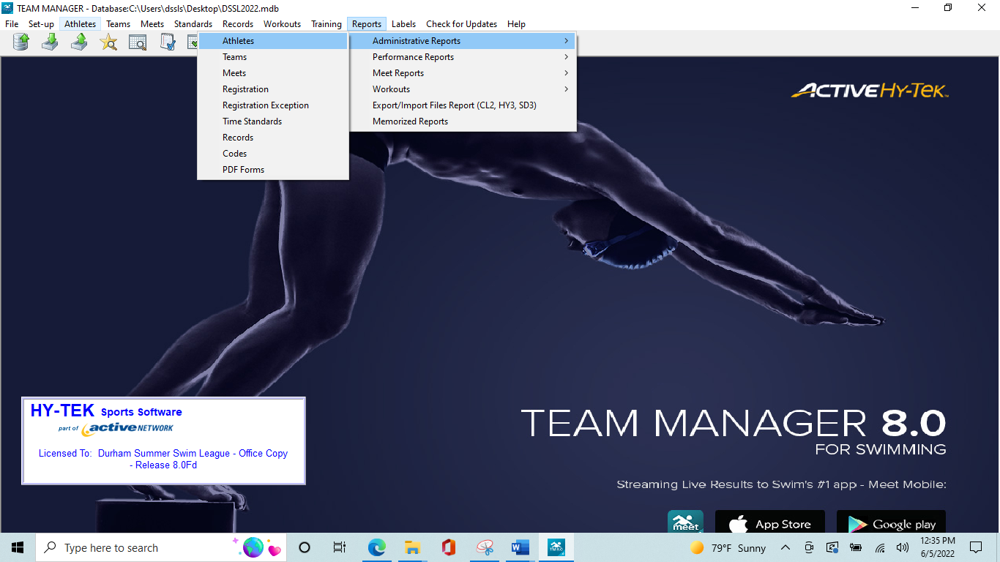 TEAM MANAGER - Database:C:\Users\dssls\Desktop\DSSL2022.mdb
File Set-up Athletes Teams Meets Standards Records Workouts Training Reports Labels Check for Updates Help
Athletes
Teams
Meets
Registration
Registration Exception
Time Standards
Records
Codes
PDF Forms
Administrative Reports
Performance Reports
Meet Reports
Workouts
Export/Import Files Report (CL2, HY3, SD3)
Memorized Reports
ACTIVE HY-TEK
HY-TEK Sports Software
part of active NETWORK
Licensed To: Durham Summer Swim League - Office Copy
- Release 8.0Fd
TEAM MANAGER 8.0
FOR SWIMMING
Streaming Live Results to Swim's #1 app - Meet Mobile:
meet
App Store
Google play
Type here to search
79°F Sunny
12:35 PM
6/5/2022